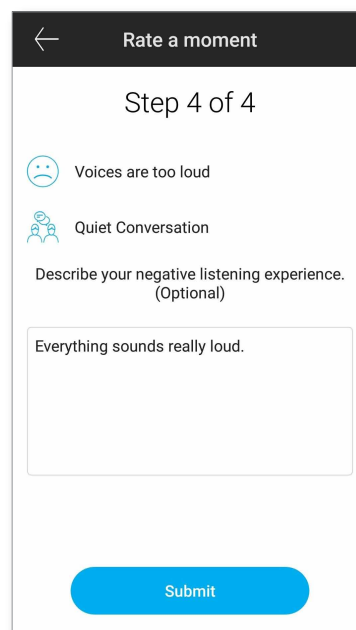 Rate a moment
Step 4 of 4
Voices are too loud
Quiet Conversation
Describe your negative listening experience.
(Optional)
Everything sounds really loud.
Submit